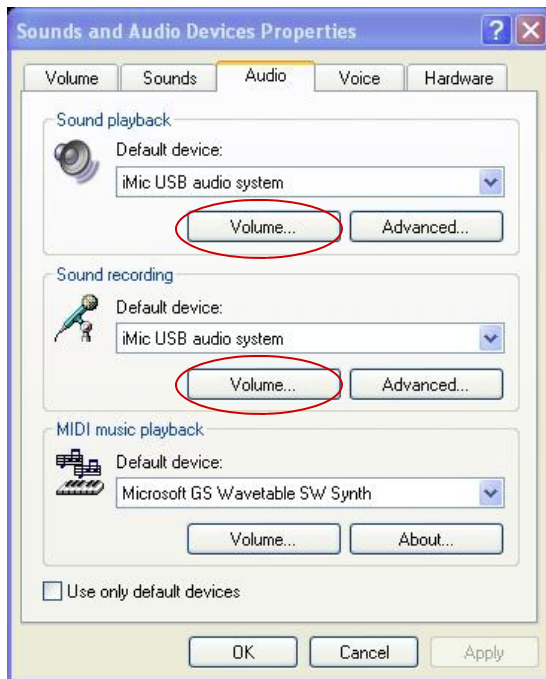 Sounds and Audio Devices Properties
Volume Sounds Audio Voice Hardware
Sound playback
Default device:
iMic USB audio system
Volume... Advanced...
Sound recording
Default device:
iMic USB audio system
Volume... Advanced...
MIDI music playback
Default device:
Microsoft GS Wavetable SW Synth
Volume... About...
Use only default devices
OK Cancel Apply